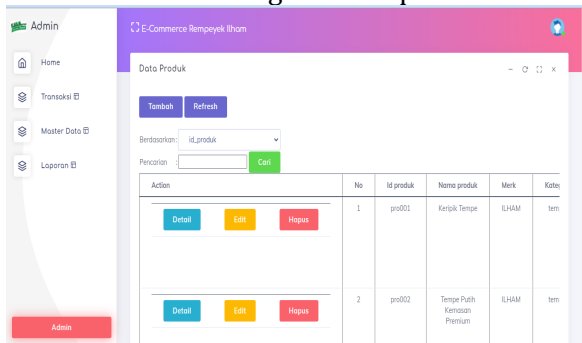 Admin
E-Commerce Rempeyek Ilham
Home
Transaksi
Master Data
Laporan
Admin
Data Produk
Tambah Refresh
Berdasarkan: id_produk
Pencarian : Cari
Action No Id produk Nama produk Merk
Detail Edit Hapus 1 pro001 Keripik Tempe ILHAM tem
Detail Edit Hapus 2 pro002 Tempe Putih ILHAM tem
Kemasan
Premium